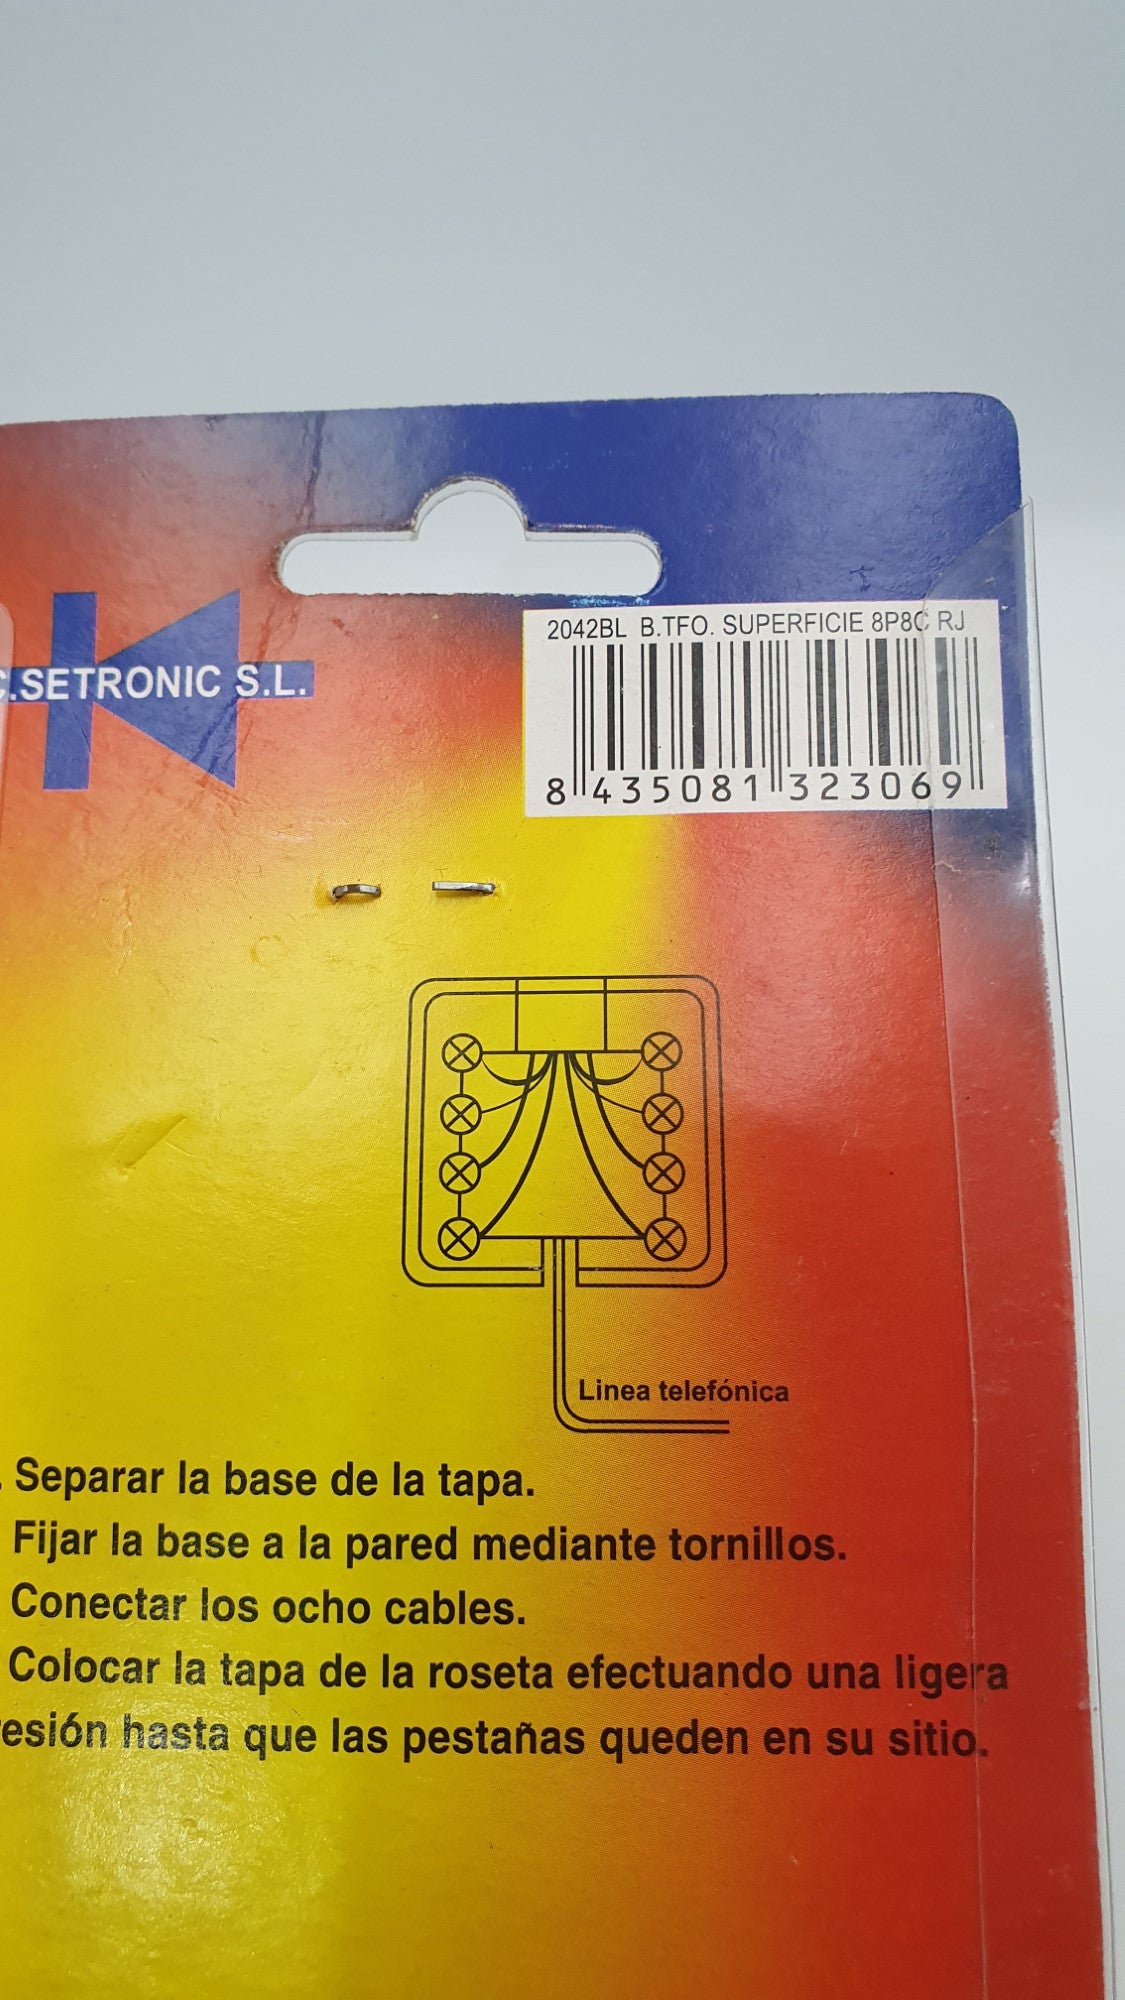 2042BL B.TFO. SUPERFICIE 8P8C RJ
C.SETRONIC S.L.
8 435081 323069
Linea telefónica
. Separar la base de la tapa.
Fijar la base a la pared mediante tornillos.
Conectar los ocho cables.
Colocar la tapa de la roseta efectuando una ligera
esión hasta que las pestañas queden en su sitio.